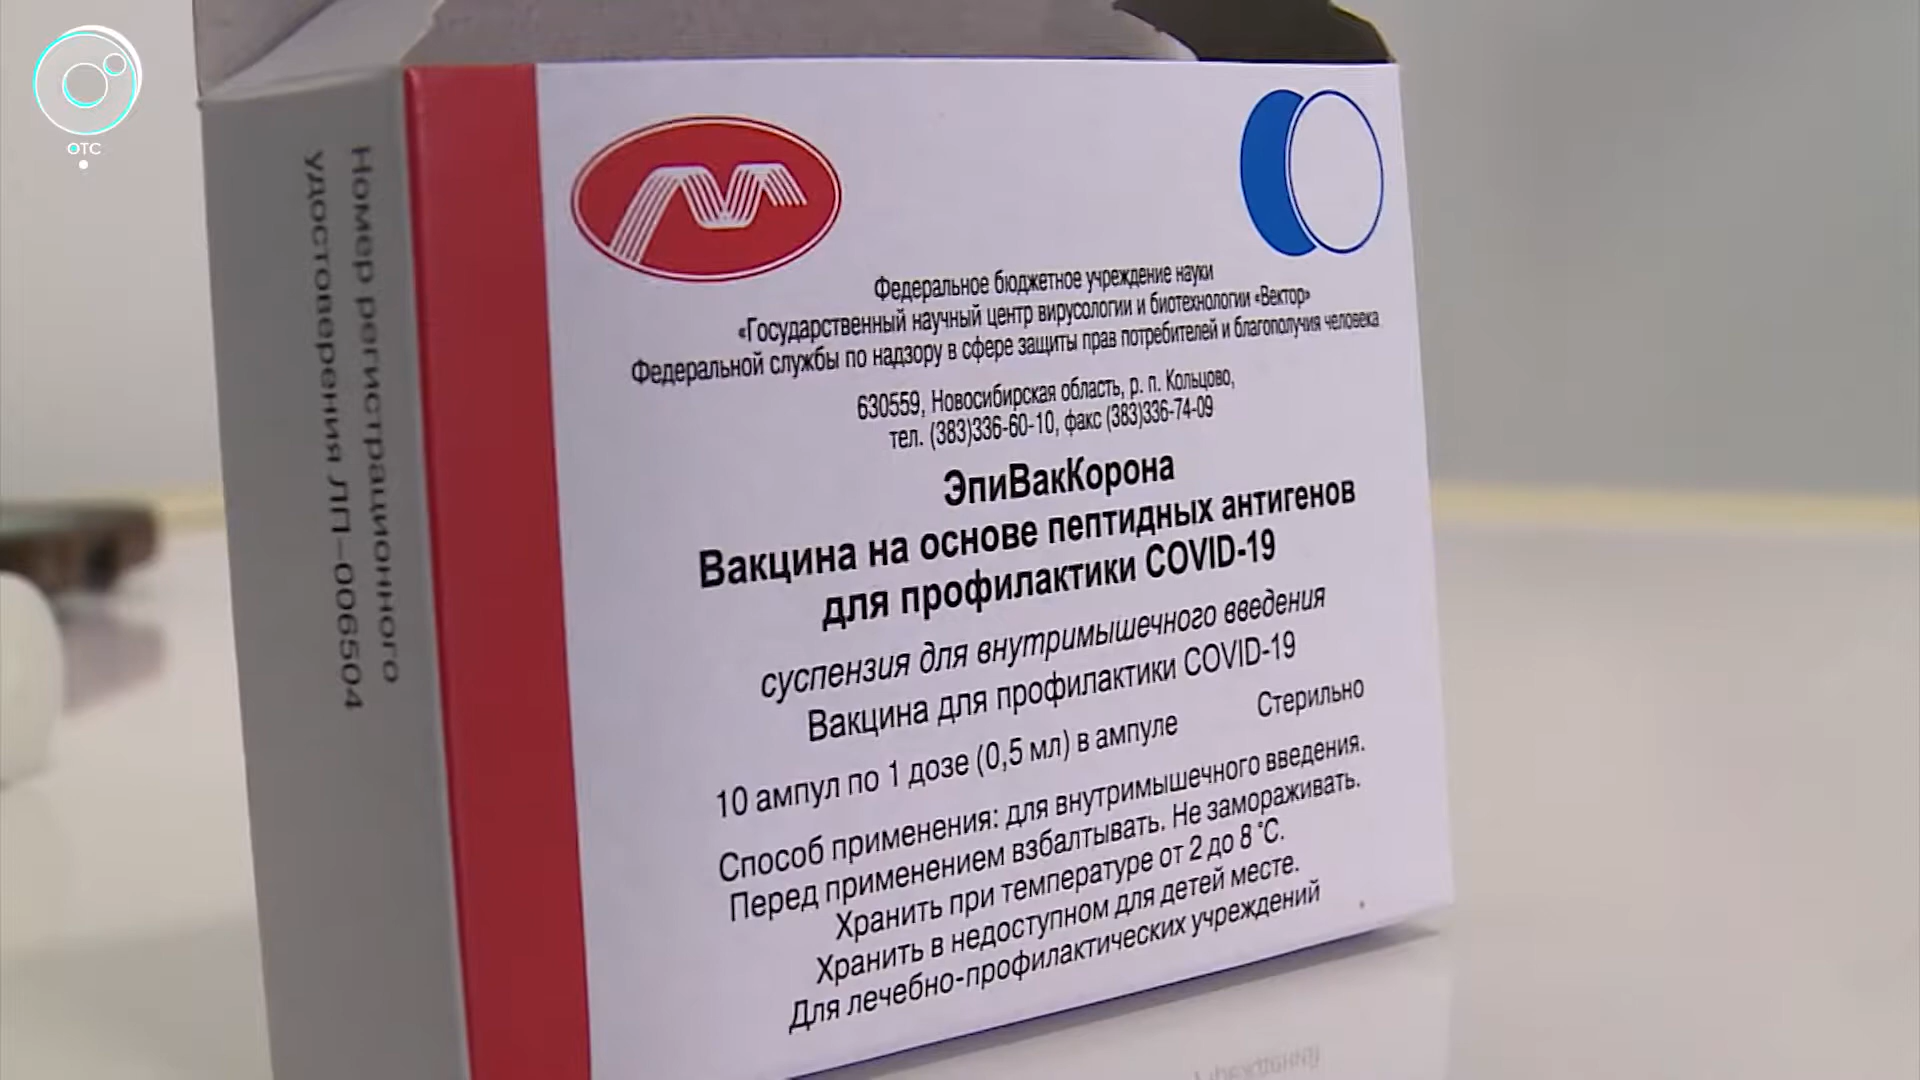 ОТС
Номер регистрационного
удостоверения ЛП-006504
Федеральное бюджетное учреждение науки
«Государственный научный центр вирусологии и биотехнологии «Вектор»
Федеральной службы по надзору в сфере защиты прав потребителей и благополучия человека
630559, Новосибирская область, р. п. Кольцово,
тел. (383)336-60-10, факс (383)336-74-09
ЭпиВакКорона
Вакцина на основе пептидных антигенов
для профилактики COVID-19
суспензия для внутримышечного введения
Вакцина для профилактики COVID-19
10 ампул по 1 дозе (0,5 мл) в ампуле Стерильно
Способ применения: для внутримышечного введения.
Перед применением взбалтывать. Не замораживать.
Хранить при температуре от 2 до 8 °С.
Хранить в недоступном для детей месте.
Для лечебно-профилактических учреждений